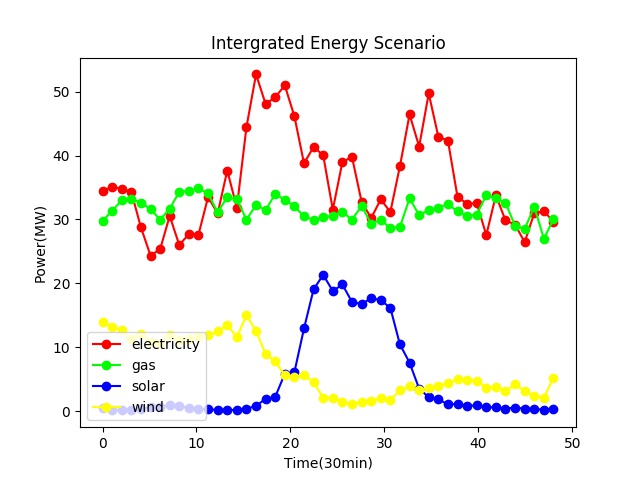 Intergrated Energy Scenario
Power(MW)
50
40
30
20
10
0
electricity
gas
solar
wind
0 10 20 30 40 50
Time(30min)